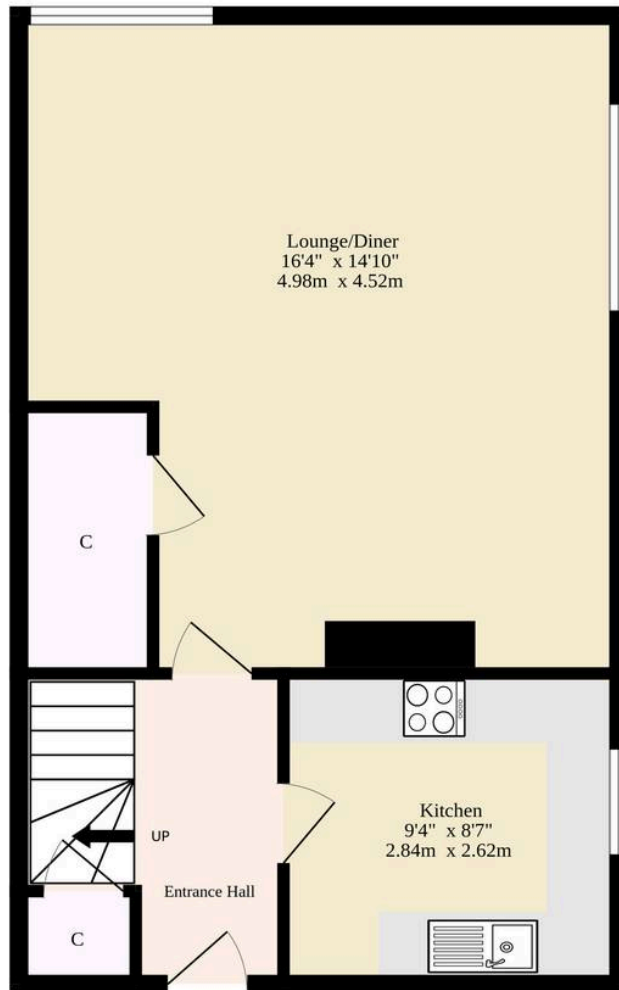 Lounge/Diner
16'4" x 14'10"
4.98m x 4.52m
C
UP
Kitchen
9'4" x 8'7"
2.84m x 2.62m
Entrance Hall
C